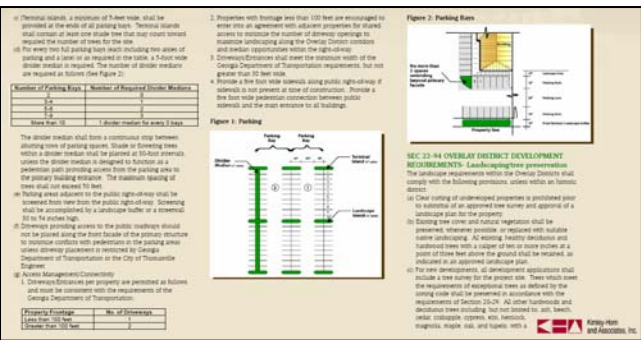 c) Terminal islands, a minimum of 7-feet wide, shall be
provided at the ends of all parking bays. Terminal islands
shall contain at least one shade tree that may count toward
required the number of trees for the site.
d) For every two full parking bays (each including two aisles of
parking and a lane) or as required in the table, a 5-foot wide
divider median is required. The number of divider medians
are required as follows (See Figure 2):
Number of Parking Bays Number of Required Divider Medians
2
3-4
5-6
7-9
More than 10 1 divider median for every 3 bays
The divider median shall form a continuous strip between
abutting rows of parking spaces. Shade or flowering trees
within a divider median shall be planted at 50-foot intervals,
unless the divider median is designed to function as a
pedestrian path providing access from the parking area to
the primary building entrance. The maximum spacing of
trees shall not exceed 50 feet.
e) Parking areas adjacent to the public right-of-way shall be
screened from view from the public right-of-way. Screening
shall be accomplished by a landscape buffer or a streetwall
30 to 54 inches high.
f) Driveways providing access to the public roadways should
not be placed along the front facade of the primary structure
to minimize conflicts with pedestrians in the parking areas
unless driveway placement is restricted by Georgia
Department of Transportation or the City of Thomasville
Engineer.
g) Access Management/Connectivity
1. Driveways/Entrances per property are permitted as follows
and must be consistent with the requirements of the
Georgia Department of Transportation:
Property Frontage No. of Driveways
Less than 100 feet 1
Greater than 100 feet 2
2. Properties with frontage less than 100 feet are encouraged to
enter into an agreement with adjacent properties for shared
access to minimize the number of driveway openings to
maximize landscaping along the Overlay District corridors
and median opportunities within the right-of-way.
3. Driveways/Entrances shall meet the minimum width of the
Georgia Department of Transportation requirements, but not
greater than 30 feet wide.
4. Provide a five foot wide sidewalk along public right-of-way if
sidewalk is not present at time of construction. Provide a
five foot wide pedestrian connection between public
sidewalk and the main entrance to all buildings.
Figure 1: Parking
Parking Bay
Parking Bay
Divider Median
Terminal Island
Landscape Island
Figure 2: Parking Bays
No more than
2 spaces
extending
beyond primary
facade
Property line
SEC 22-94 OVERLAY DISTRICT DEVELOPMENT
REQUIREMENTS- Landscaping/tree preservation
The landscape requirements within the Overlay Districts shall
comply with the following provisions, unless within an historic
district.
(a) Clear cutting of undeveloped properties is prohibited prior
to submittal of an approved tree survey and approval of a
landscape plan for the property.
(b) Existing tree cover and natural vegetation shall be
preserved, whenever possible, or replaced with suitable
native landscaping. All existing, healthy deciduous and
hardwood trees with a caliper of ten or more inches at a
point of three feet above the ground shall be retained, as
indicated in an approved landscape plan.
(c) For new developments, all development applications shall
include a tree survey for the project site. Trees which meet
the requirements of exceptional trees as defined by the
zoning code shall be preserved in accordance with the
requirements of Section 20-29. All other hardwoods and
deciduous trees including, but not limited to, ash, beech,
cedar, crabapple, cypress, elm, hemlock,
magnolia, maple, oak, and tupelo, with a
Kimley-Horn
and Associates, Inc.